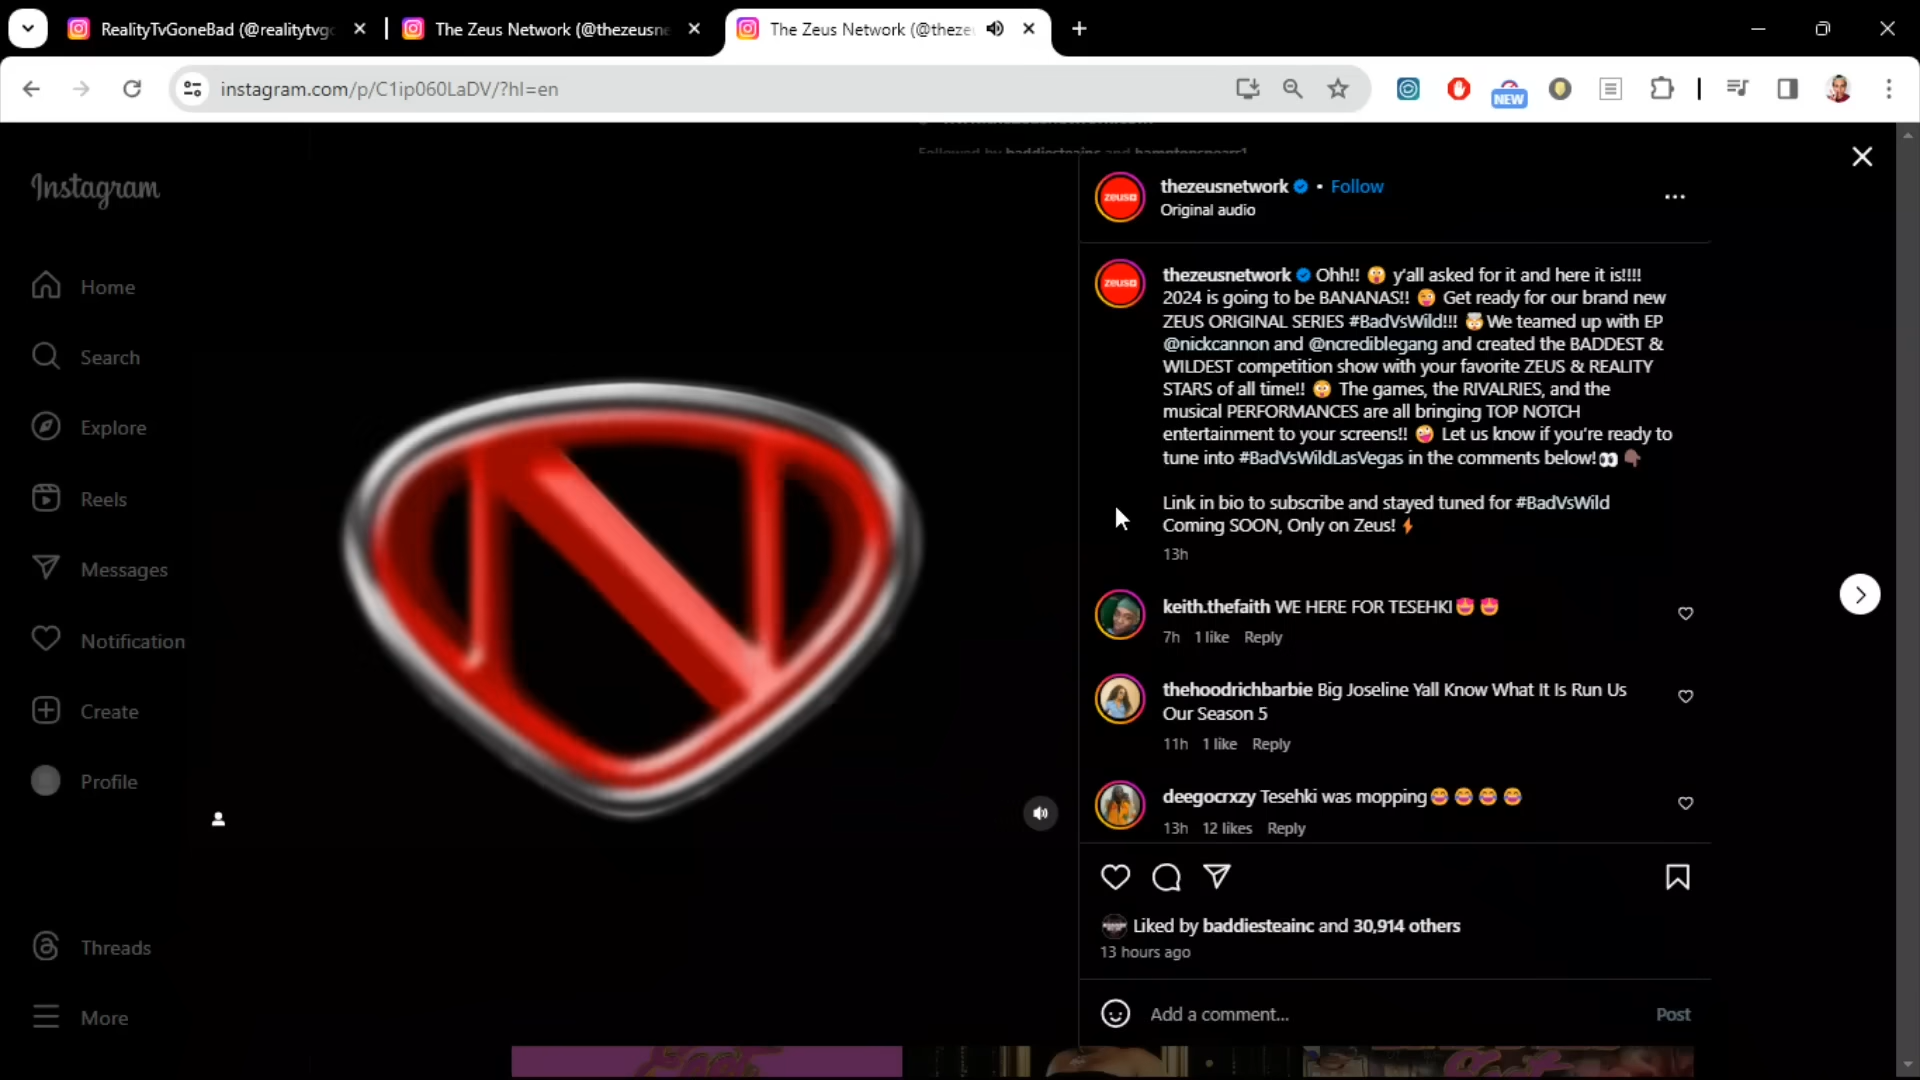 RealityTvGoneBad (@realitytvgo
The Zeus Network (@thezeusne
The Zeus Network (@theze
instagram.com/p/C1ip060LaDV/?hl=en
NEW
Followed by baddiesteainc and hamptonspears1
Instagram
Home
Search
Explore
Reels
Messages
Notification
Create
Profile
Threads
More
N
ZEUS
thezeusnetwork • Follow
Original audio
ZEUS
thezeusnetwork Ohh!! 😲 y'all asked for it and here it is!!!!
2024 is going to be BANANAS!! 🤪 Get ready for our brand new
ZEUS ORIGINAL SERIES #BadVsWild!!! 🤯We teamed up with EP
@nickcannon and @ncrediblegang and created the BADDEST &
WILDEST competition show with your favorite ZEUS & REALITY
STARS of all time!! 😳 The games, the RIVALRIES, and the
musical PERFORMANCES are all bringing TOP NOTCH
entertainment to your screens!! 🤪 Let us know if you're ready to
tune into #BadVsWildLasVegas in the comments below!👀👇🏾
Link in bio to subscribe and stayed tuned for #BadVsWild
Coming SOON, Only on Zeus!⚡
13h
keith.thefaith WE HERE FOR TESEHKI😍😍
7h 1 like Reply
thehoodrichbarbie Big Joseline Yall Know What It Is Run Us
Our Season 5
11h 1 like Reply
deegocrxzy Tesehki was mopping😂😂😂😂
13h 12 likes Reply
Liked by baddiesteainc and 30,914 others
13 hours ago
Add a comment...
Post